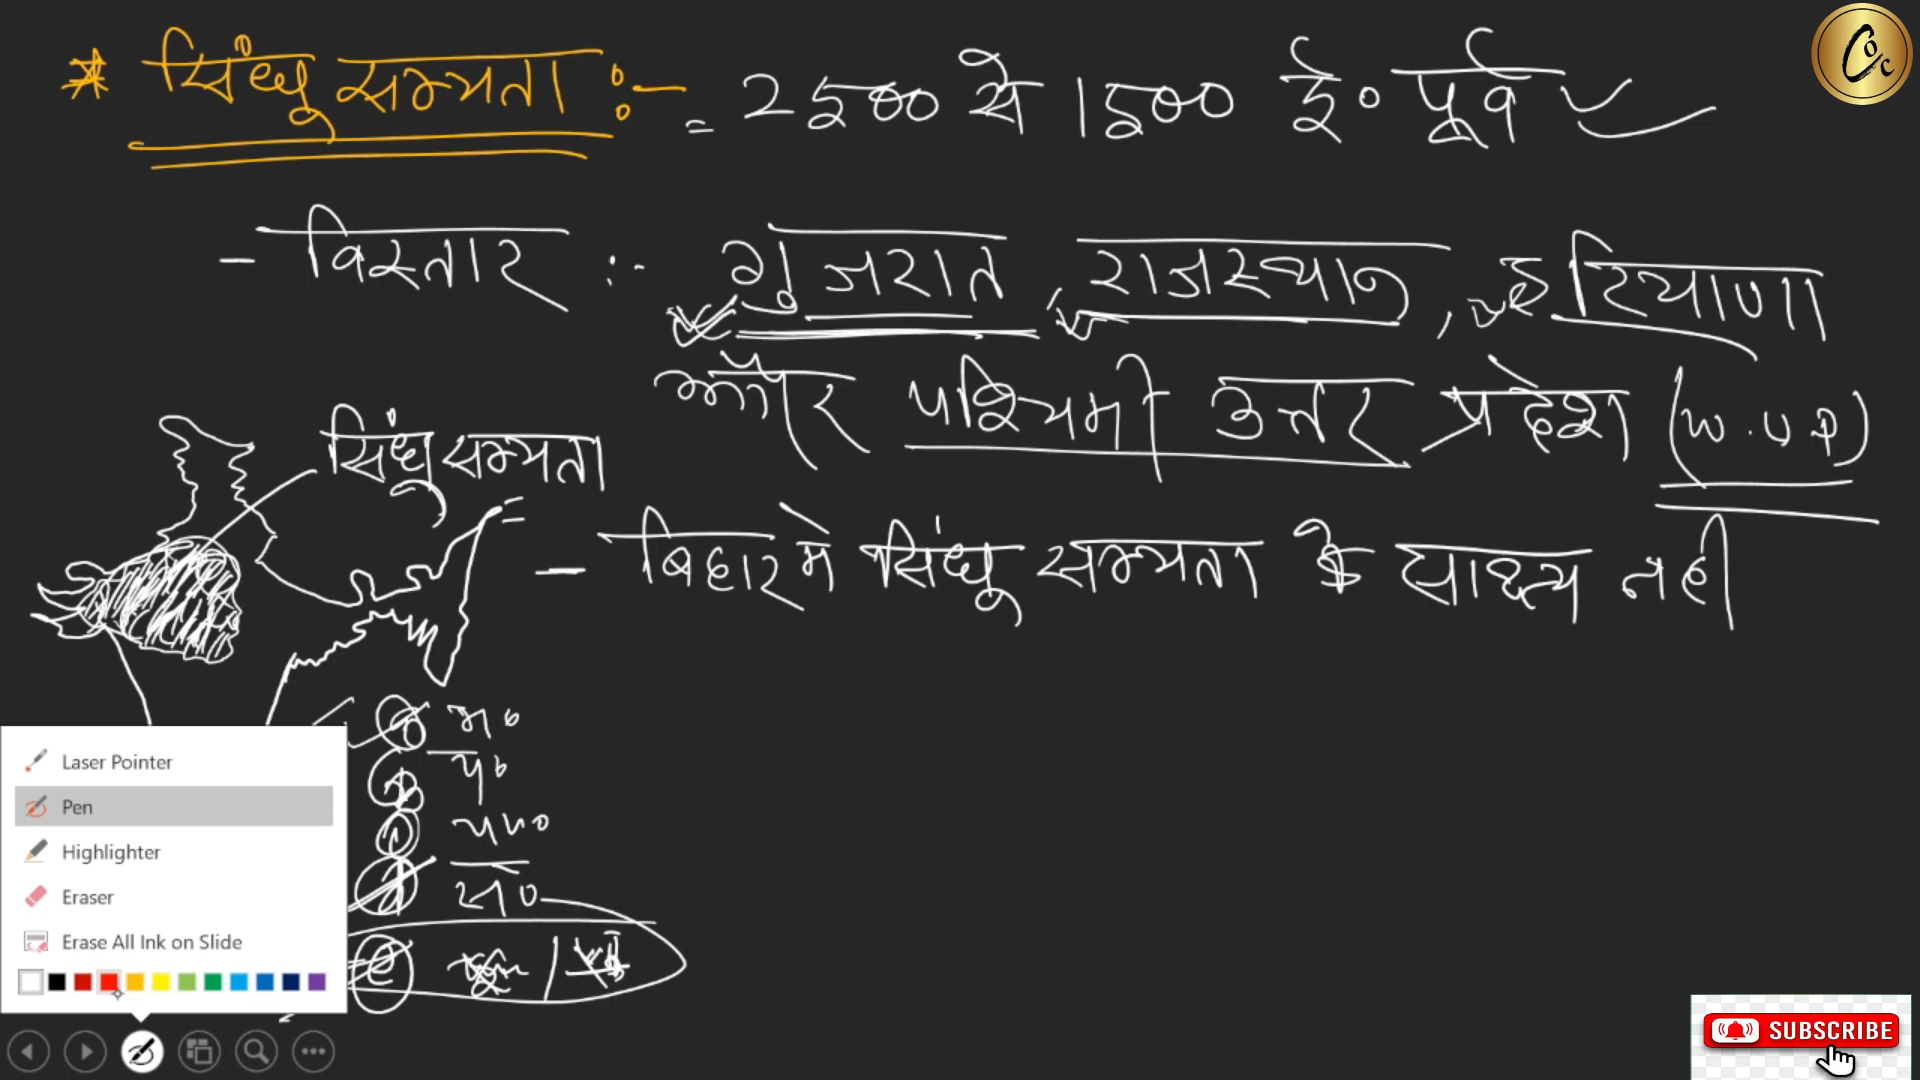 * सिंधु सभ्यता :- = 2500 से 1500 ई० पूर्व
- विस्तार :- गुजरात, राजस्थान, हरियाणा
और पश्चिमी उत्तर प्रदेश (W.U.P)
सिंधु सभ्यता
- बिहार मे सिंधु सभ्यता के साक्ष्य नही
Laser Pointer
Pen
Highlighter
Eraser
Erase All Ink on Slide
SUBSCRIBE